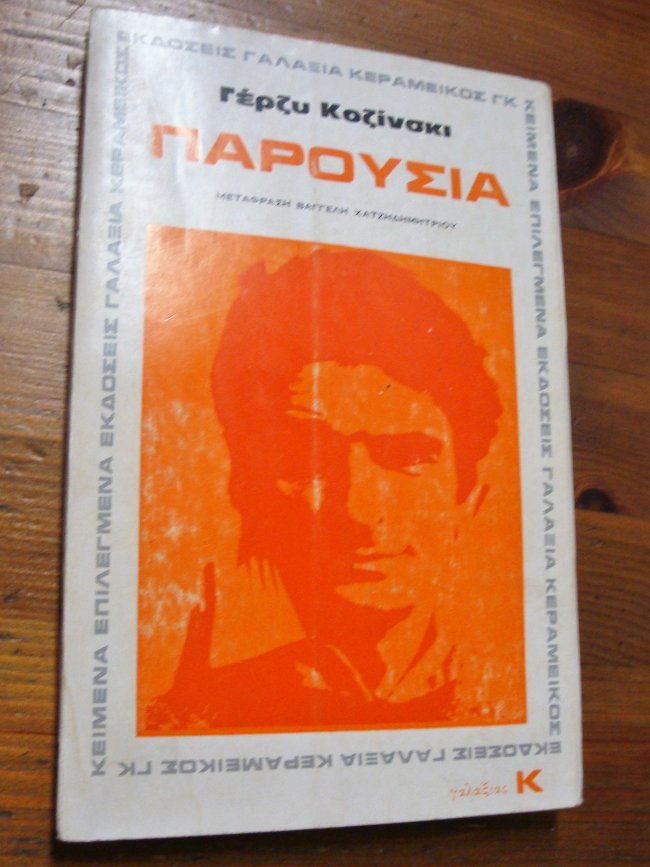 ΕΚΔΟΣΕΙΣ ΓΑΛΑΞΙΑ ΚΕΡΑΜΕΙΚΟΣ ΓΚ
Γέρζυ Κοζίνσκι
ΠΑΡΟΥΣΙΑ
ΜΕΤΑΦΡΑΣΗ ΒΑΓΓΕΛΗ ΧΑΤΖΗΔΗΜΗΤΡΙΟΥ
ΚΕΙΜΕΝΑ ΕΠΙΛΕΓΜΕΝΑ ΕΚΔΟΣΕΙΣ ΓΑΛΑΞΙΑ ΚΕΡΑΜΕΙΚΟΣ
ΚΕΙΜΕΝΑ ΕΠΙΛΕΓΜΕΝΑ ΕΚΔΟΣΕΙΣ ΓΑΛΑΞΙΑ ΚΕΡΑΜΕΙΚΟΣ
ΕΚΔΟΣΕΙΣ ΓΑΛΑΞΙΑ ΚΕΡΑΜΕΙΚΟΣ ΓΚ
γαλαξίας Κ